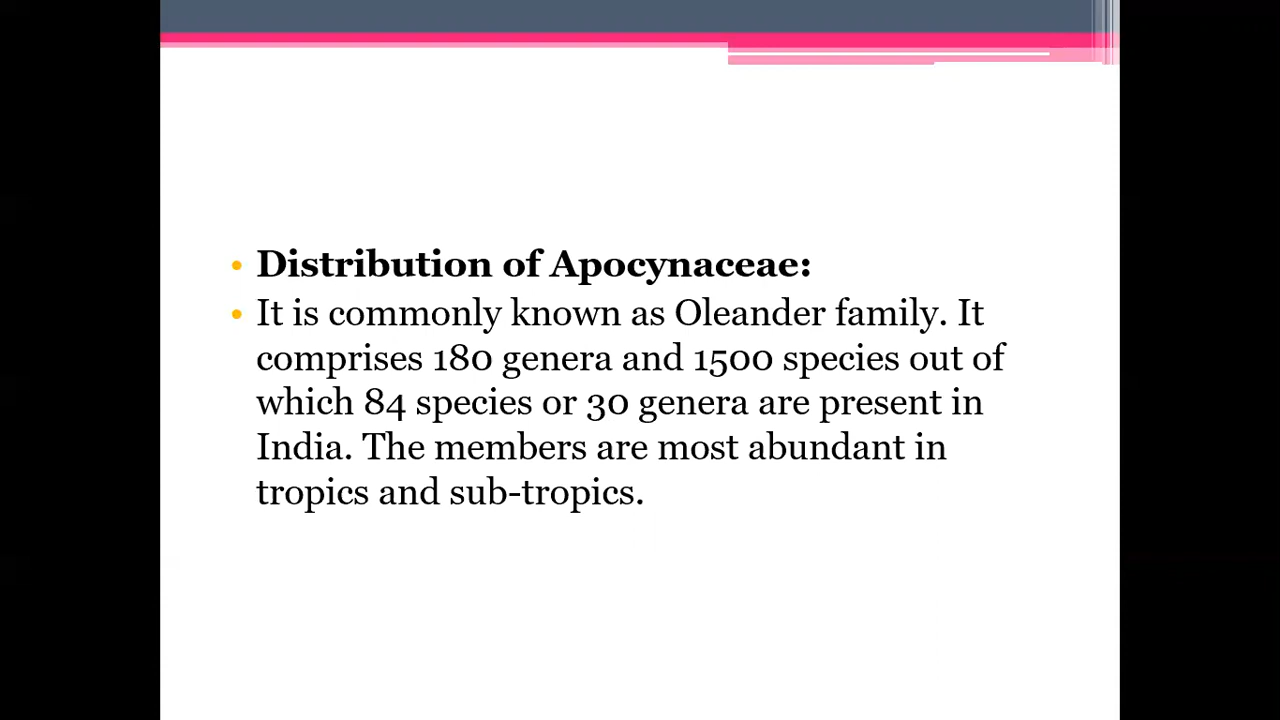 • Distribution of Apocynaceae:
• It is commonly known as Oleander family. It
comprises 180 genera and 1500 species out of
which 84 species or 30 genera are present in
India. The members are most abundant in
tropics and sub-tropics.